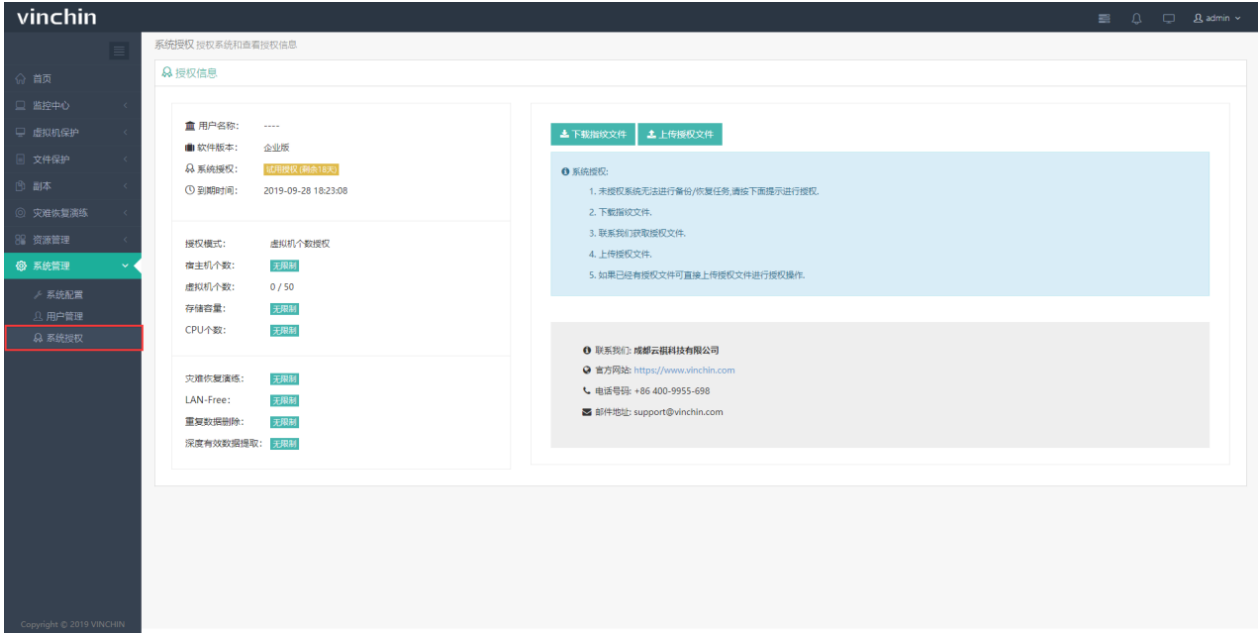 vinchin
admin
首页
监控中心
虚拟机保护
文件保护
副本
灾难恢复演练
资源管理
系统管理
系统配置
用户管理
系统授权
Copyright © 2019 VINCHIN
系统授权 授权系统和查看授权信息
授权信息
用户名称: ----
软件版本: 企业版
系统授权: 试用授权 (剩余18天)
到期时间: 2019-09-28 18:23:08
授权模式: 虚拟机个数授权
宿主机个数: 无限制
虚拟机个数: 0 / 50
存储容量: 无限制
CPU个数: 无限制
灾难恢复演练: 无限制
LAN-Free: 无限制
重复数据删除: 无限制
深度有效数据提取: 无限制
下载指纹文件 上传授权文件
系统授权:
1. 未授权系统无法进行备份/恢复任务,请按下面提示进行授权.
2. 下载指纹文件.
3. 联系我们获取授权文件.
4. 上传授权文件.
5. 如果已经有授权文件可直接上传授权文件进行授权操作.
联系我们: 成都云祺科技有限公司
官方网站: https://www.vinchin.com
电话号码: +86 400-9955-698
邮件地址: support@vinchin.com